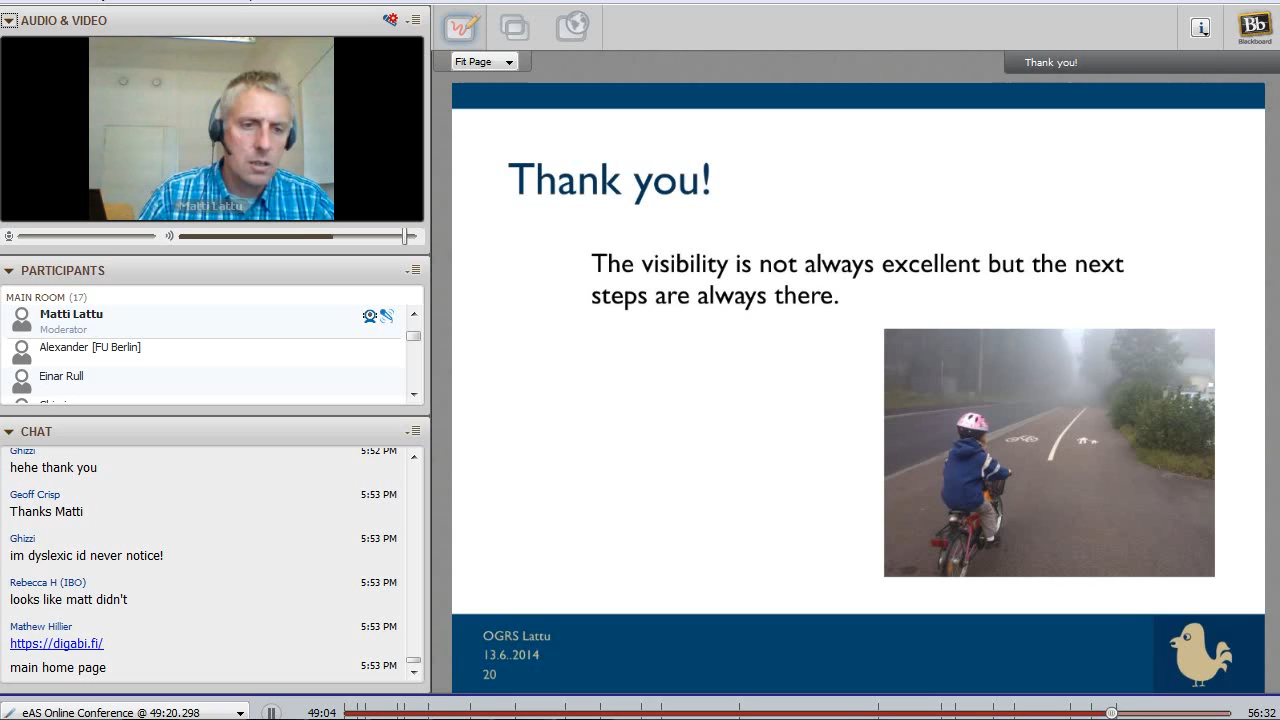 AUDIO & VIDEO
Matti Lattu
PARTICIPANTS
MAIN ROOM (17)
Matti Lattu
Moderator
Alexander [FU Berlin]
Einar Rull
CHAT
Ghizzi 5:52 PM
hehe thank you
Geoff Crisp 5:53 PM
Thanks Matti
Ghizzi 5:53 PM
im dyslexic id never notice!
Rebecca H (IBO) 5:53 PM
looks like matt didn't
Mathew Hillier 5:53 PM
https://digabi.fi/
main home page 5:53 PM
eAS Online Conference @ 49:20.298
49:04
56:32
Fit Page
Thank you!
Bb
Blackboard
Thank you!
The visibility is not always excellent but the next
steps are always there.
OGRS Lattu
13.6..2014
20